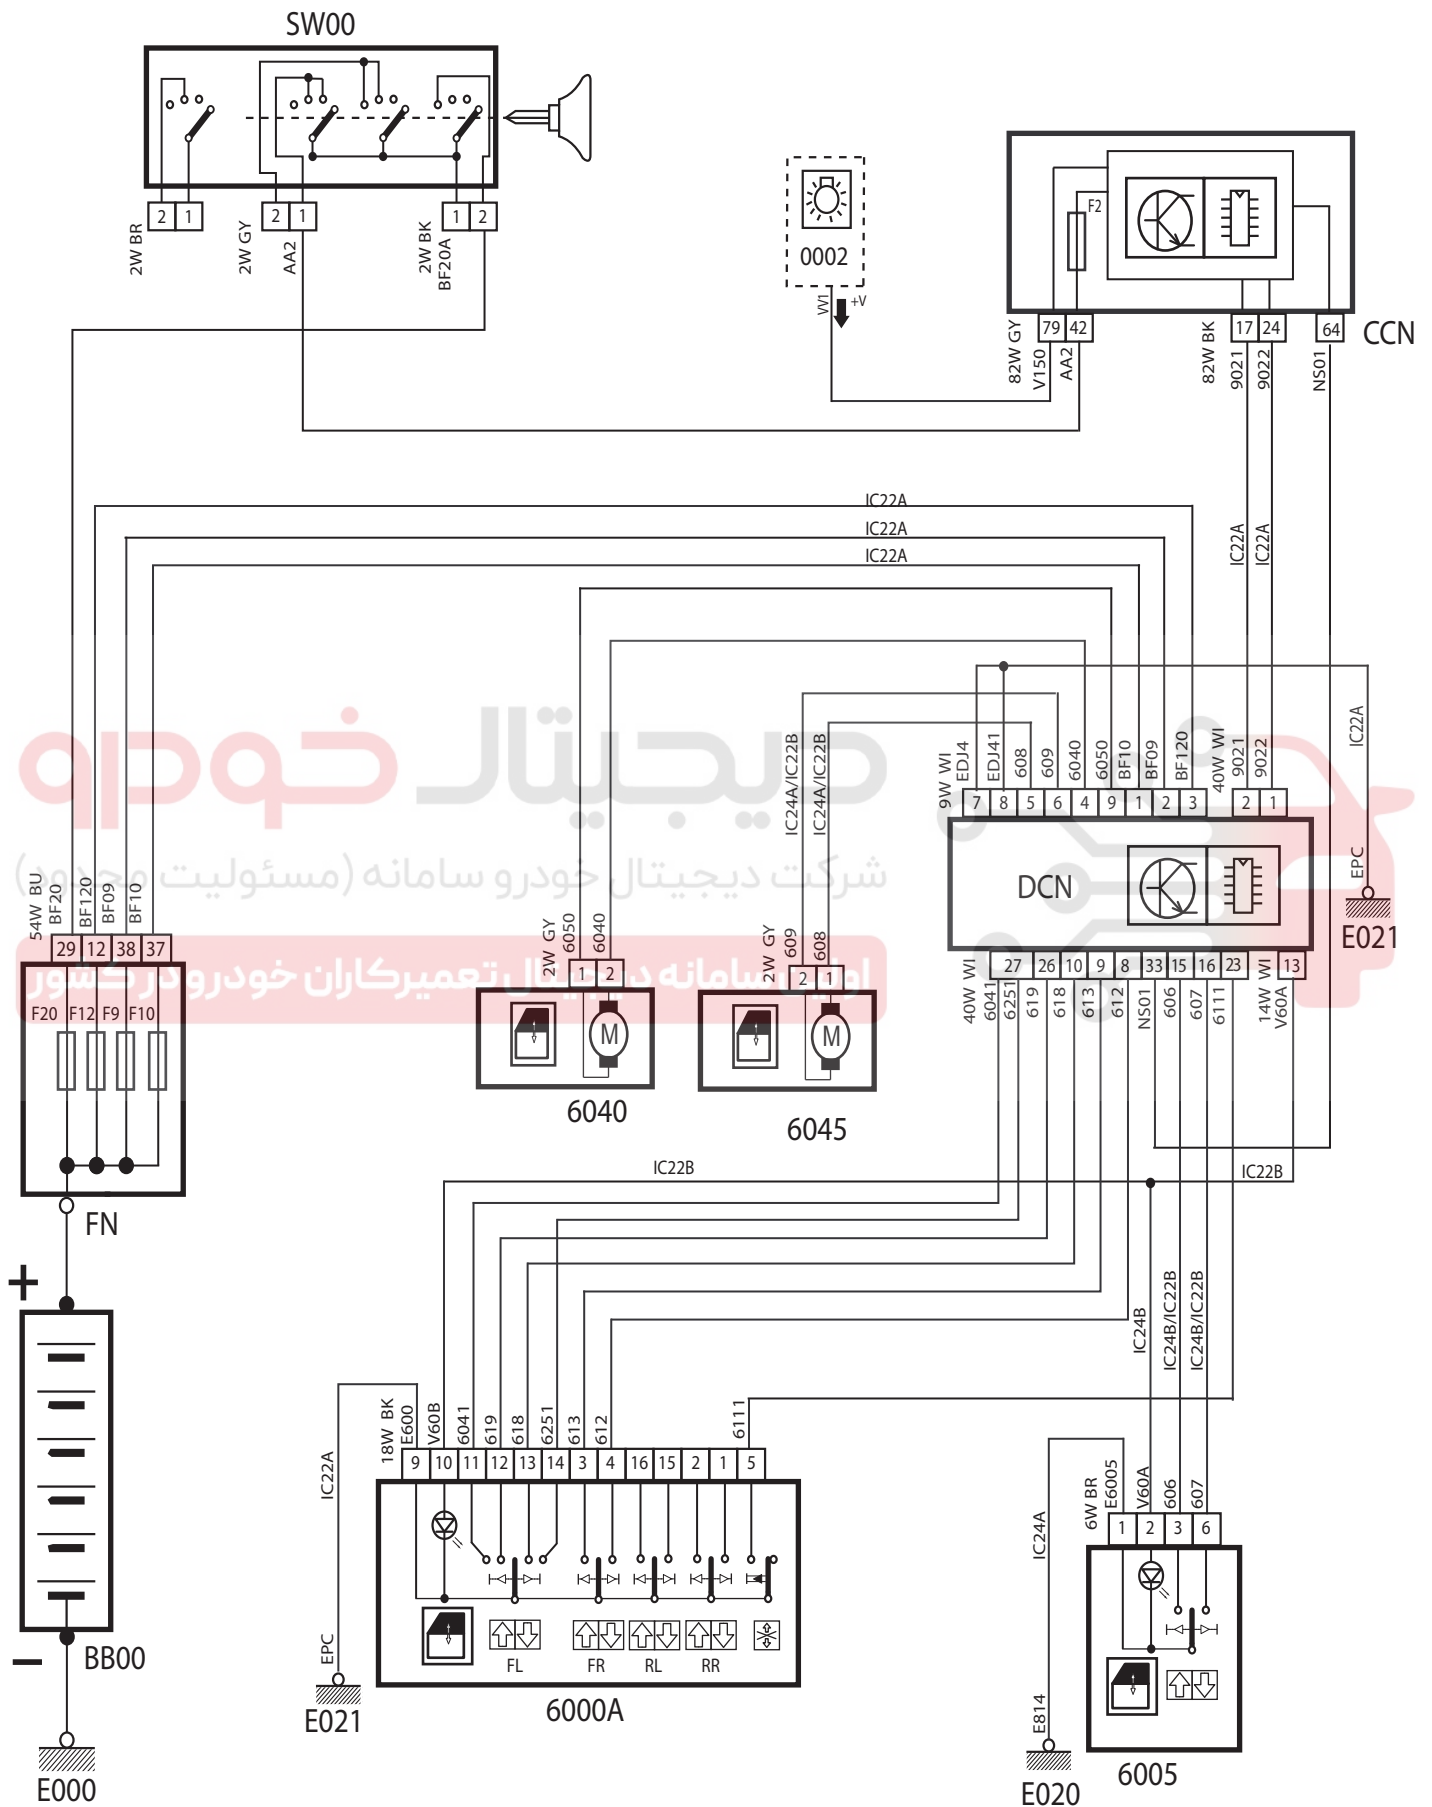 SW00
2 1
2W BR
2 1
2W GY
AA2
1 2
2W BK
BF20A
0002
VV1
+V
F2
79 42
82W GY
V150
AA2
17 24
82W BK
9021
9022
64
NS01
CCN
IC22A
IC22A
IC22A
IC22A
IC22A
دیجیتال خودرو
شرکت دیجیتال خودرو سامانه (مسئولیت محدود)
اولین سامانه دیجیتال تعمیرکاران خودرو در کشور
IC24A/IC22B
IC24A/IC22B
9W WI
EDJ4
EDJ41
608
609
6040
6050
BF10
BF09
BF120
40W WI
9021
9022
7 8 5 6 4 9 1 2 3
2 1
IC22A
EPC
E021
DCN
54W BU
BF20
BF120
BF09
BF10
29 12 38 37
F20 F12 F9 F10
FN
2W GY
6050
6040
1 2
M
6040
2W GY
609
608
2 1
M
6045
27 26 10 9 8 33 15 16 23
13
40W WI
6041
6251
619
618
613
612
NS01
606
607
6111
14W WI
V60A
IC22B
IC22B
IC24B
IC24B/IC22B
IC24B/IC22B
+
−
BB00
E000
IC22A
EPC
E021
18W BK
E600
V60B
6041
619
618
6251
613
612
6111
9 10 11 12 13 14 3 4 16 15 2 1 5
FL FR RL RR
6000A
IC24A
E814
E020
6W BR
E6005
V60A
606
607
1 2 3 6
6005